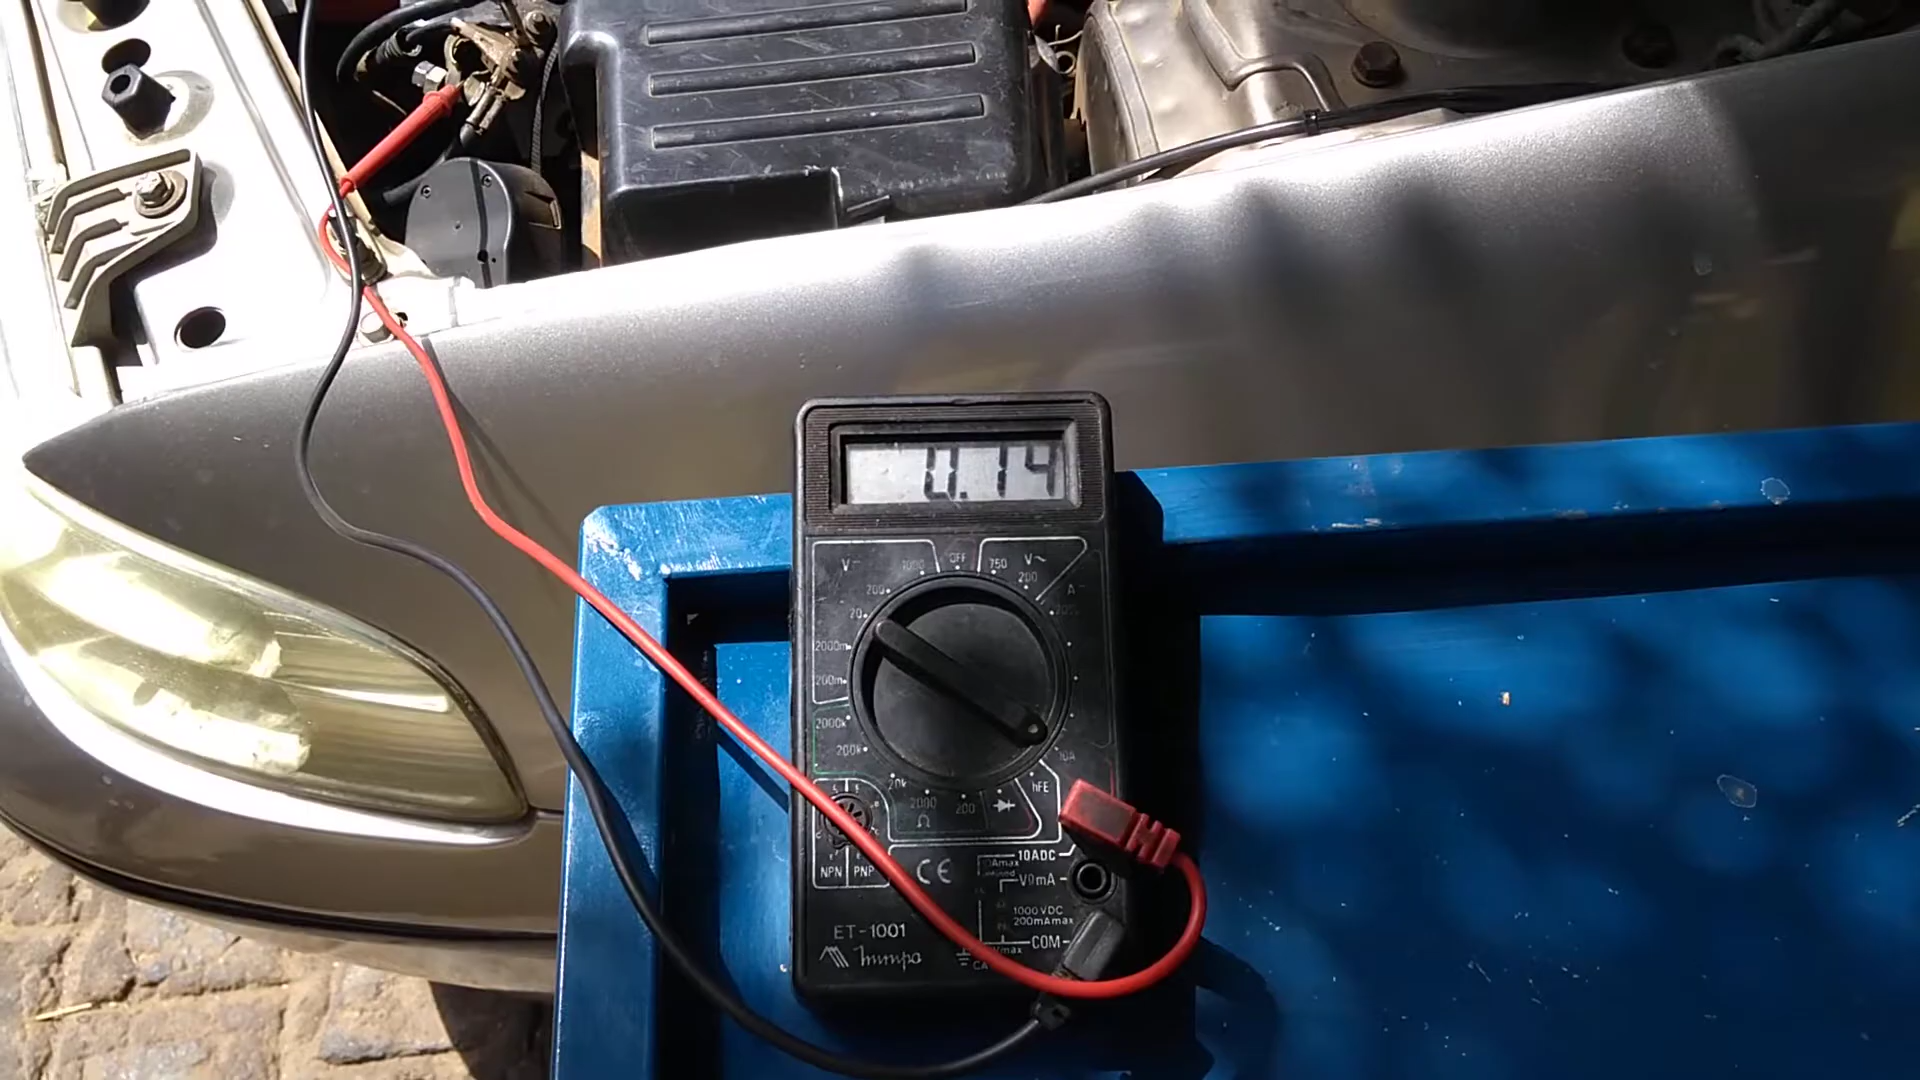 0.14
V⎓ 1000 OFF 750 V~
200 200 A⎓
20
2000m
200m
2000k
200k 10A
20k hFE
2000 200
Ω
NPN PNP
CE
10ADC
10Amax
VΩmA
1000VDC
200mAmax
COM
ET-1001